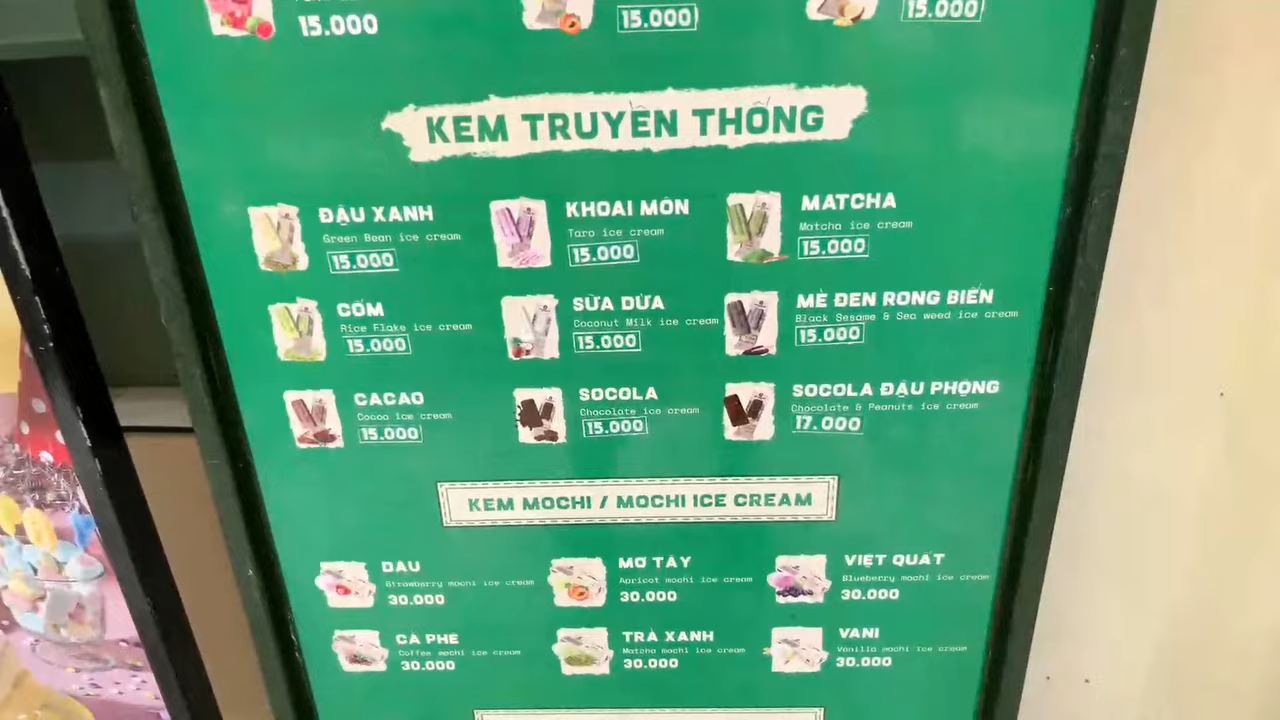 15.000
15.000
15.000
KEM TRUYỀN THỐNG
ĐẬU XANH
Green Bean ice cream
15.000
KHOAI MÔN
Taro ice cream
15.000
MATCHA
Matcha ice cream
15.000
CỐM
Rice Flake ice cream
15.000
SỮA DỪA
Coconut Milk ice cream
15.000
MÈ ĐEN RONG BIỂN
Black Sesame & Sea weed ice cream
15.000
CACAO
Cocoo ice cream
15.000
SOCOLA
Chocolate ice cream
15.000
SOCOLA ĐẬU PHỘNG
Chocolate & Peanuts ice cream
17.000
KEM MOCHI / MOCHI ICE CREAM
DÂU
Strawberry mochi ice cream
30.000
MƠ TÂY
Apricot mochi ice cream
30.000
VIỆT QUẤT
Blueberry mochi ice cream
30.000
CÀ PHÊ
Coffee mochi ice cream
30.000
TRÀ XANH
Matcha mochi ice cream
30.000
VANI
Vanilla mochi ice cream
30.000